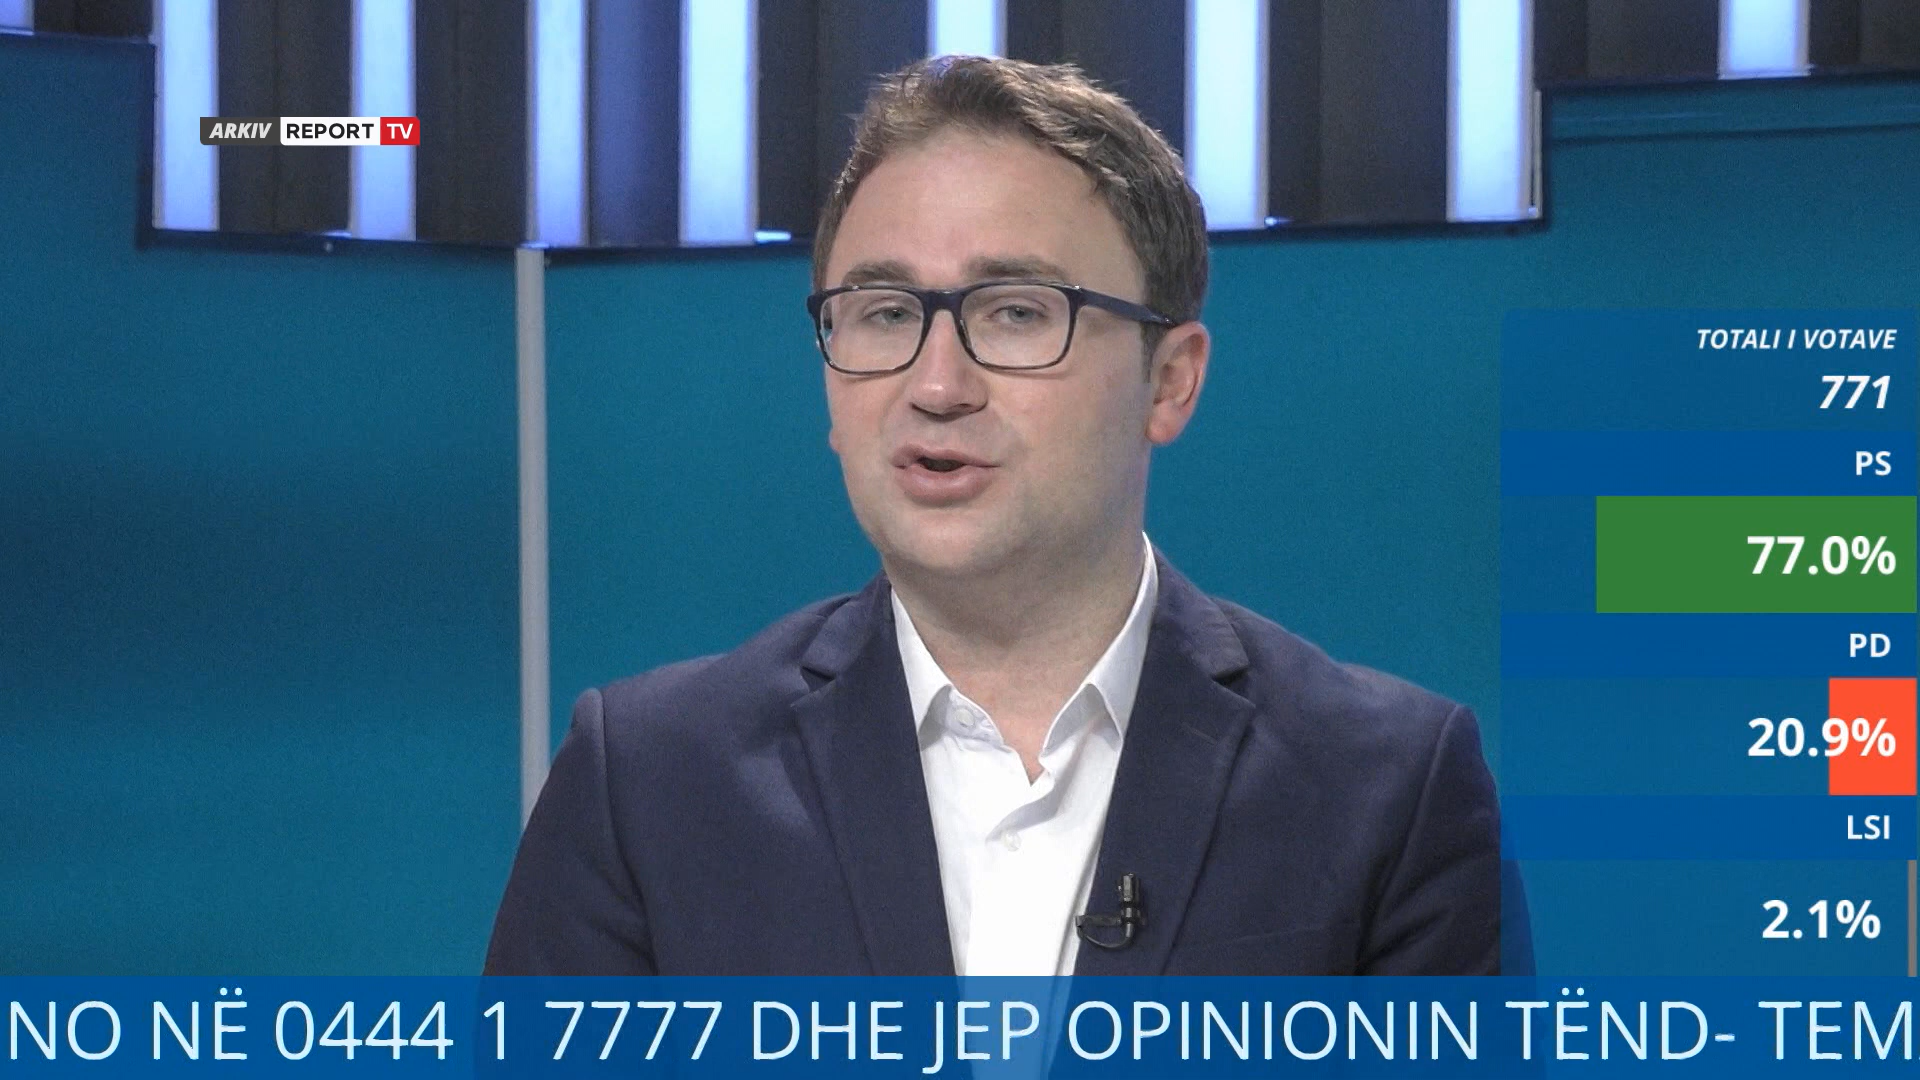 ARKIV REPORT TV
TOTALI I VOTAVE
771
PS
77.0%
PD
20.9%
LSI
2.1%
NO NË 0444 1 7777 DHE JEP OPINIONIN TËND- TEM